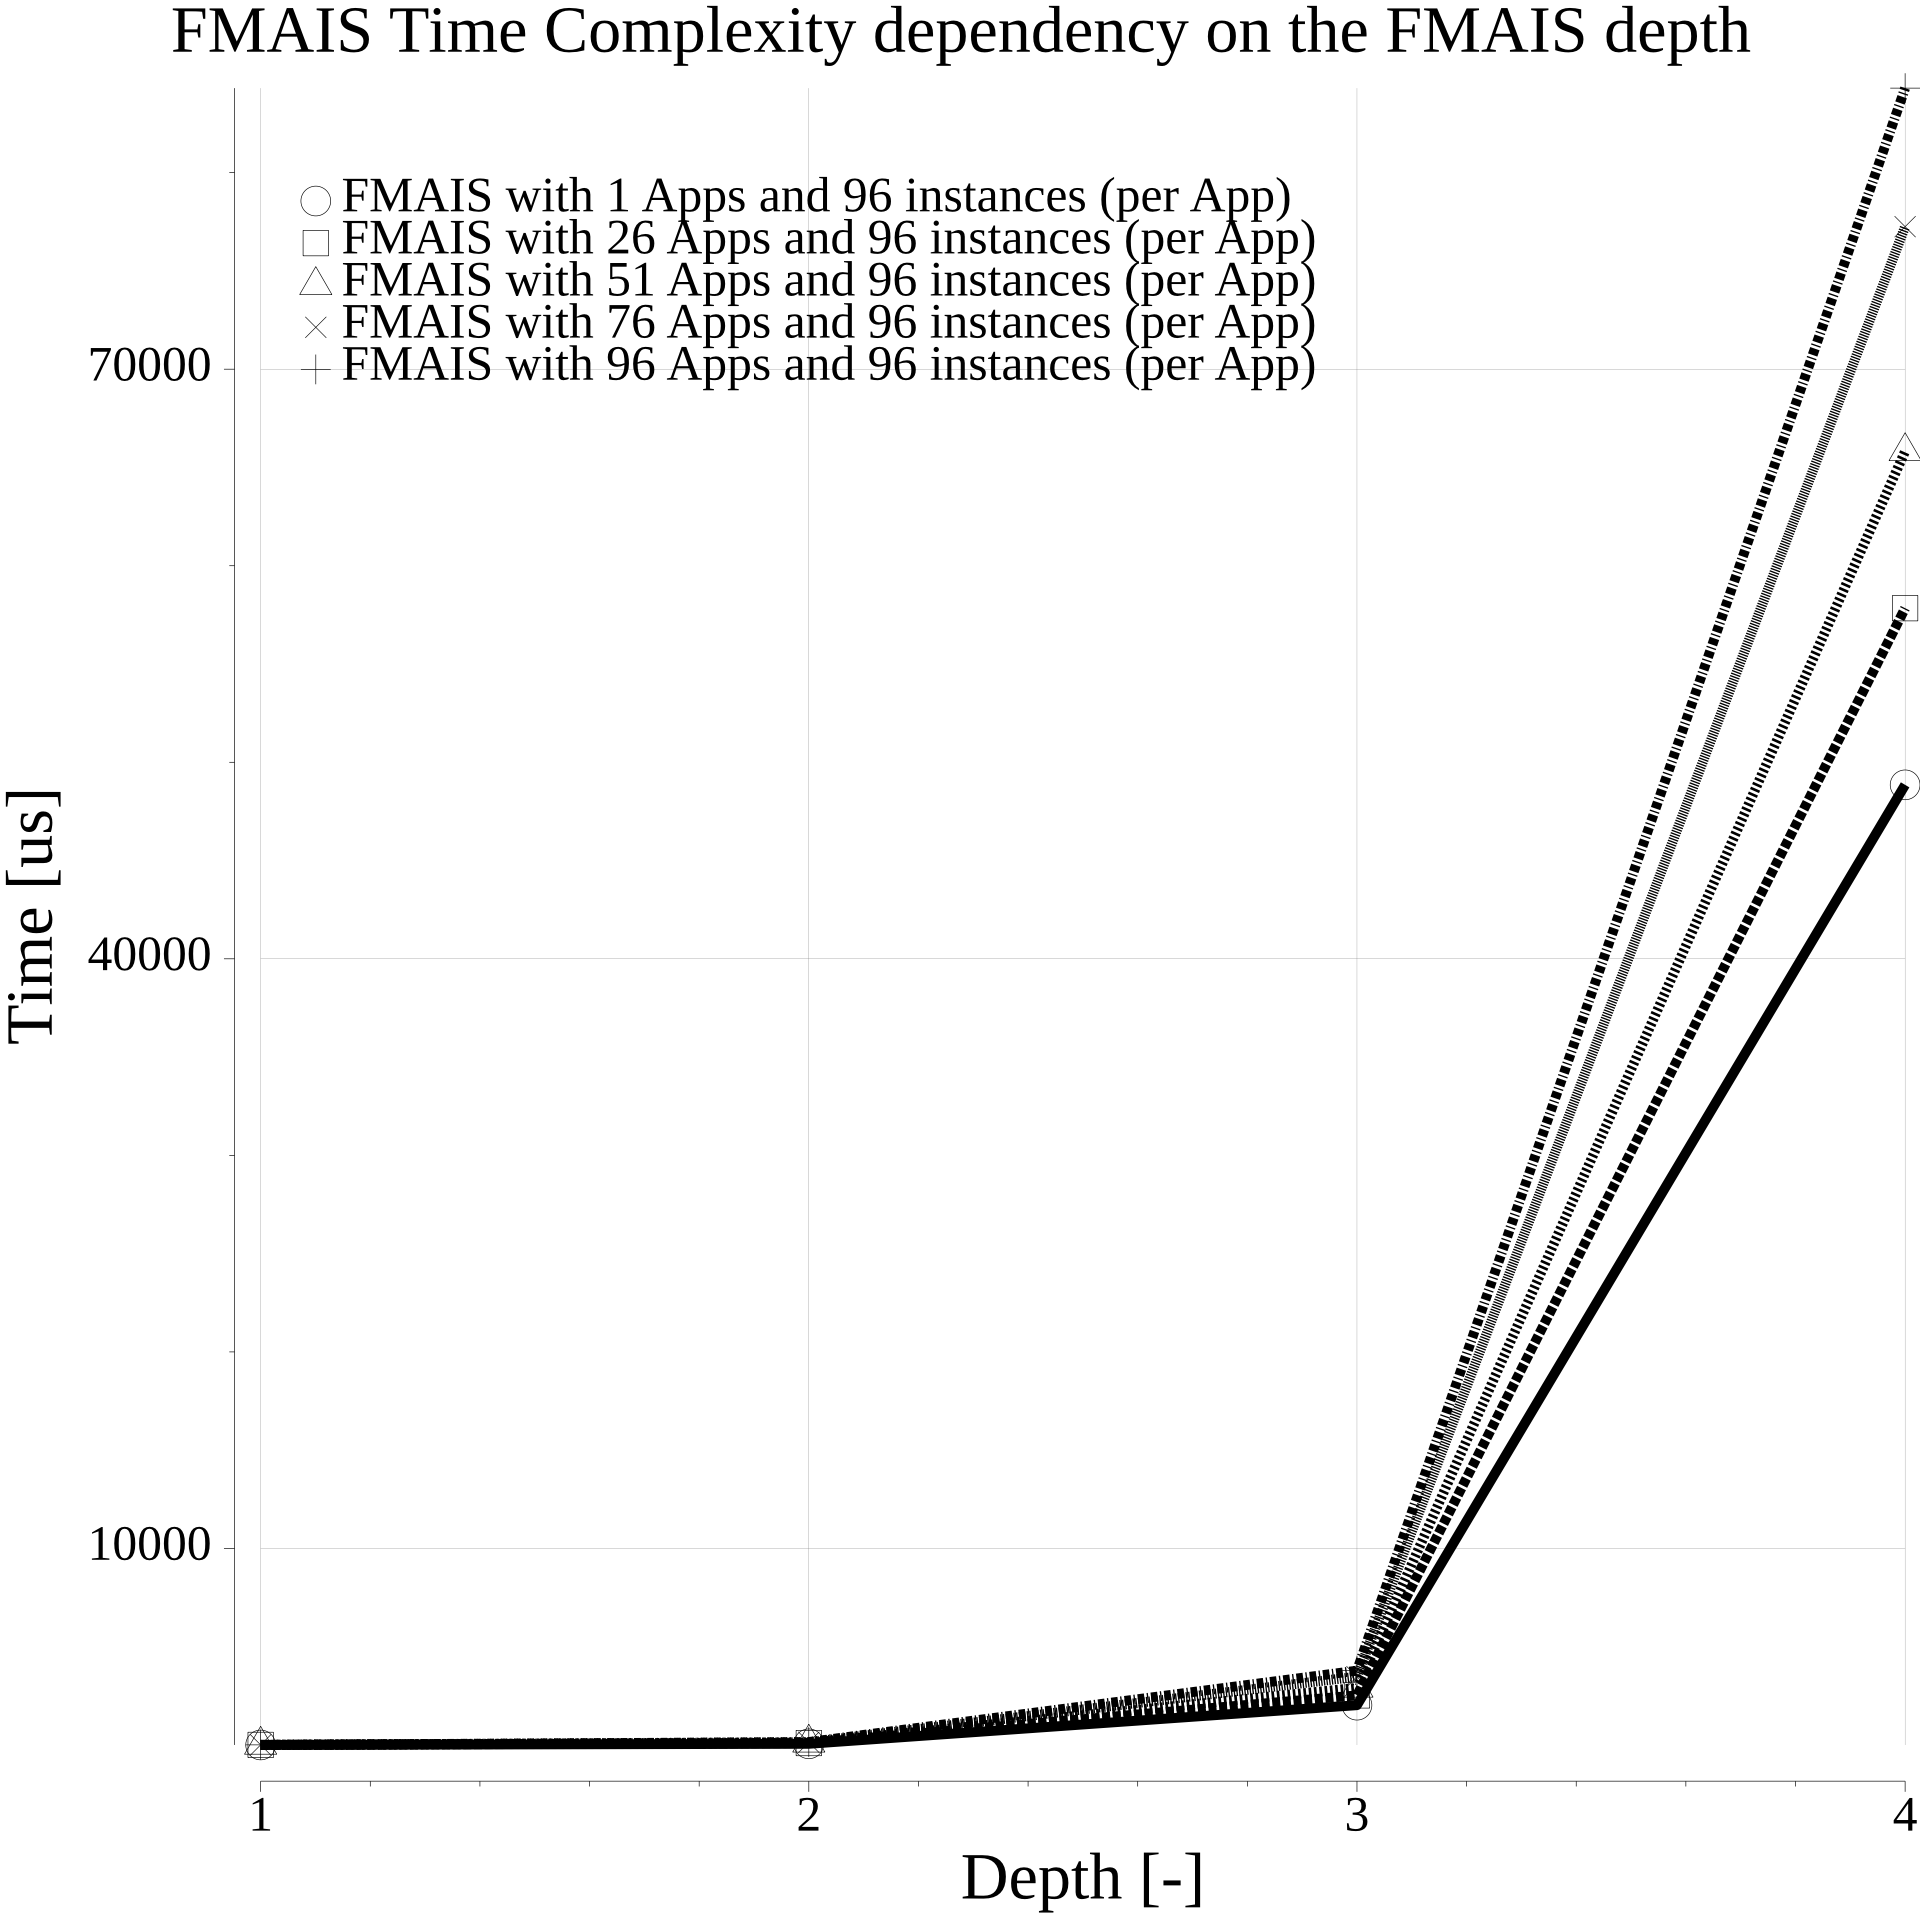 FMAIS Time Complexity dependency on the FMAIS depth
FMAIS with 1 Apps and 96 instances (per App)
FMAIS with 26 Apps and 96 instances (per App)
FMAIS with 51 Apps and 96 instances (per App)
FMAIS with 76 Apps and 96 instances (per App)
FMAIS with 96 Apps and 96 instances (per App)
70000
40000
10000
Time [us]
1 2 3 4
Depth [-]